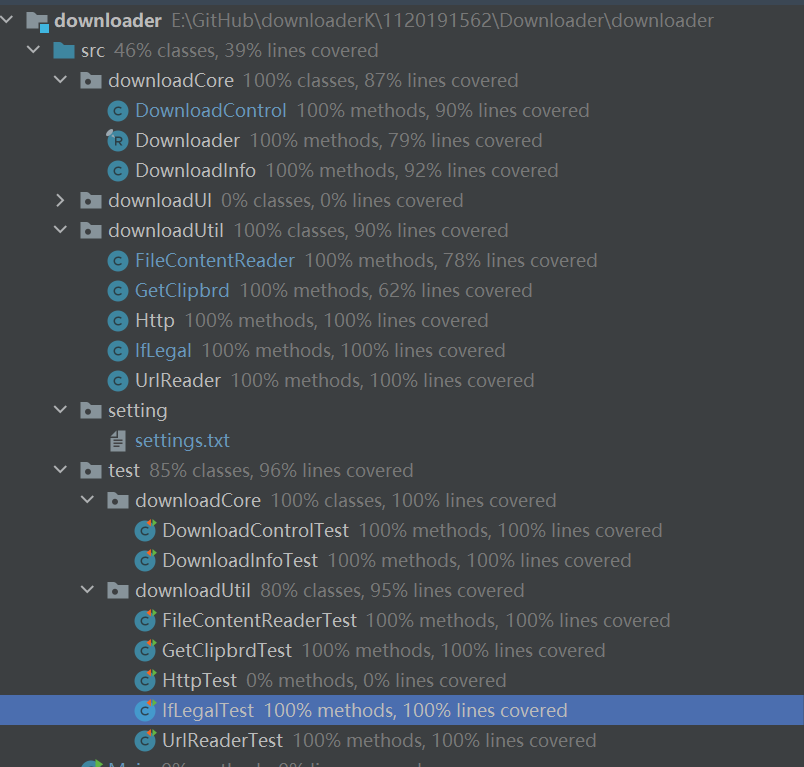 downloader E:\GitHub\downloaderK\1120191562\Downloader\downloader
src 46% classes, 39% lines covered
downloadCore 100% classes, 87% lines covered
C DownloadControl 100% methods, 90% lines covered
R Downloader 100% methods, 79% lines covered
C DownloadInfo 100% methods, 92% lines covered
downloadUI 0% classes, 0% lines covered
downloadUtil 100% classes, 90% lines covered
C FileContentReader 100% methods, 78% lines covered
C GetClipbrd 100% methods, 62% lines covered
C Http 100% methods, 100% lines covered
C IfLegal 100% methods, 100% lines covered
C UrlReader 100% methods, 100% lines covered
setting
settings.txt
test 85% classes, 96% lines covered
downloadCore 100% classes, 100% lines covered
C DownloadControlTest 100% methods, 100% lines covered
C DownloadInfoTest 100% methods, 100% lines covered
downloadUtil 80% classes, 95% lines covered
C FileContentReaderTest 100% methods, 100% lines covered
C GetClipbrdTest 100% methods, 100% lines covered
C HttpTest 0% methods, 0% lines covered
C IfLegalTest 100% methods, 100% lines covered
C UrlReaderTest 100% methods, 100% lines covered